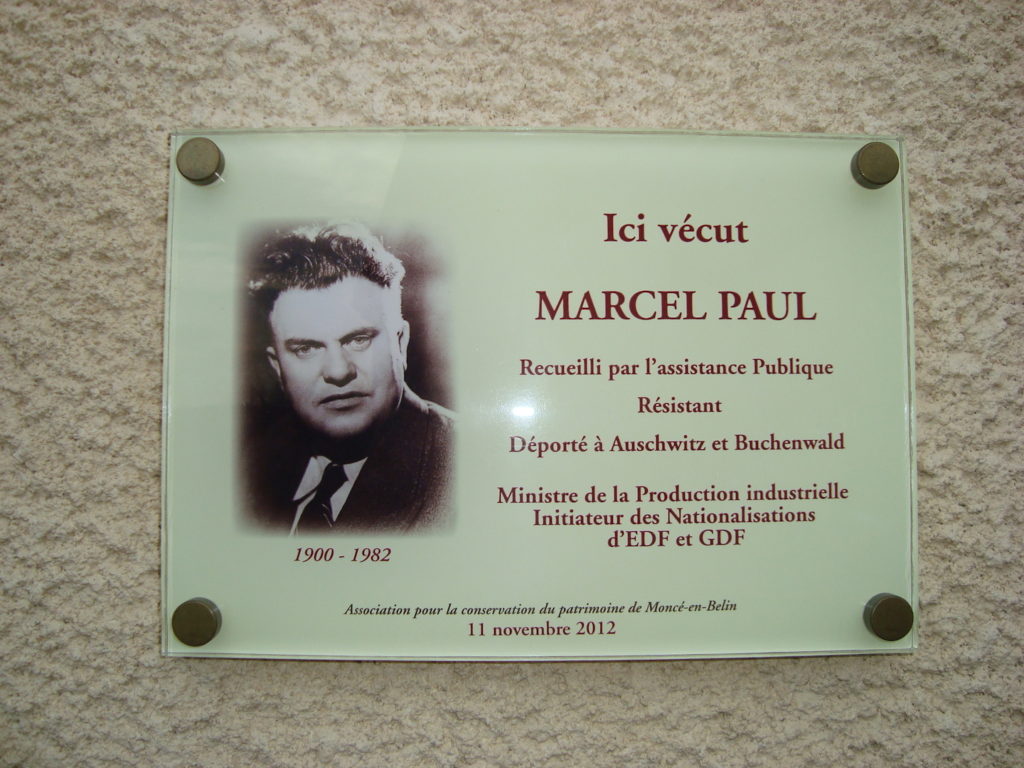 Ici vécut
MARCEL PAUL
Recueilli par l'assistance Publique
Résistant
Déporté à Auschwitz et Buchenwald
Ministre de la Production industrielle
Initiateur des Nationalisations
d'EDF et GDF
1900 - 1982
Association pour la conservation du patrimoine de Moncé-en-Belin
11 novembre 2012